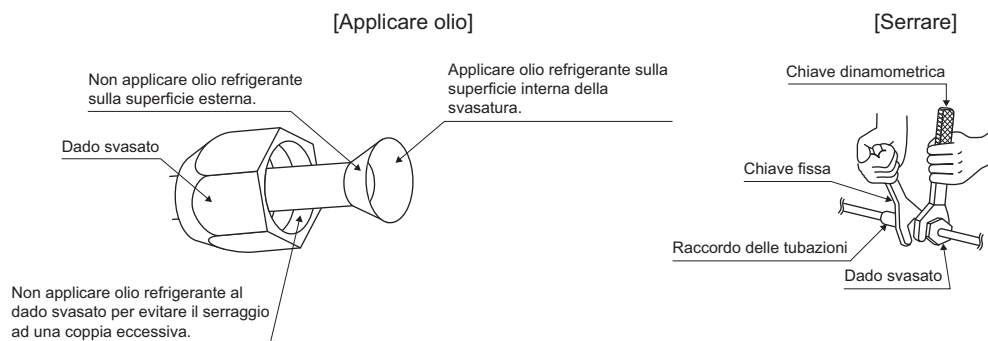 [Applicare olio]
Non applicare olio refrigerante
sulla superficie esterna.
Applicare olio refrigerante sulla
superficie interna della
svasatura.
Dado svasato
Non applicare olio refrigerante al
dado svasato per evitare il serraggio
ad una coppia eccessiva.
[Serrare]
Chiave dinamometrica
Chiave fissa
Raccordo delle tubazioni
Dado svasato